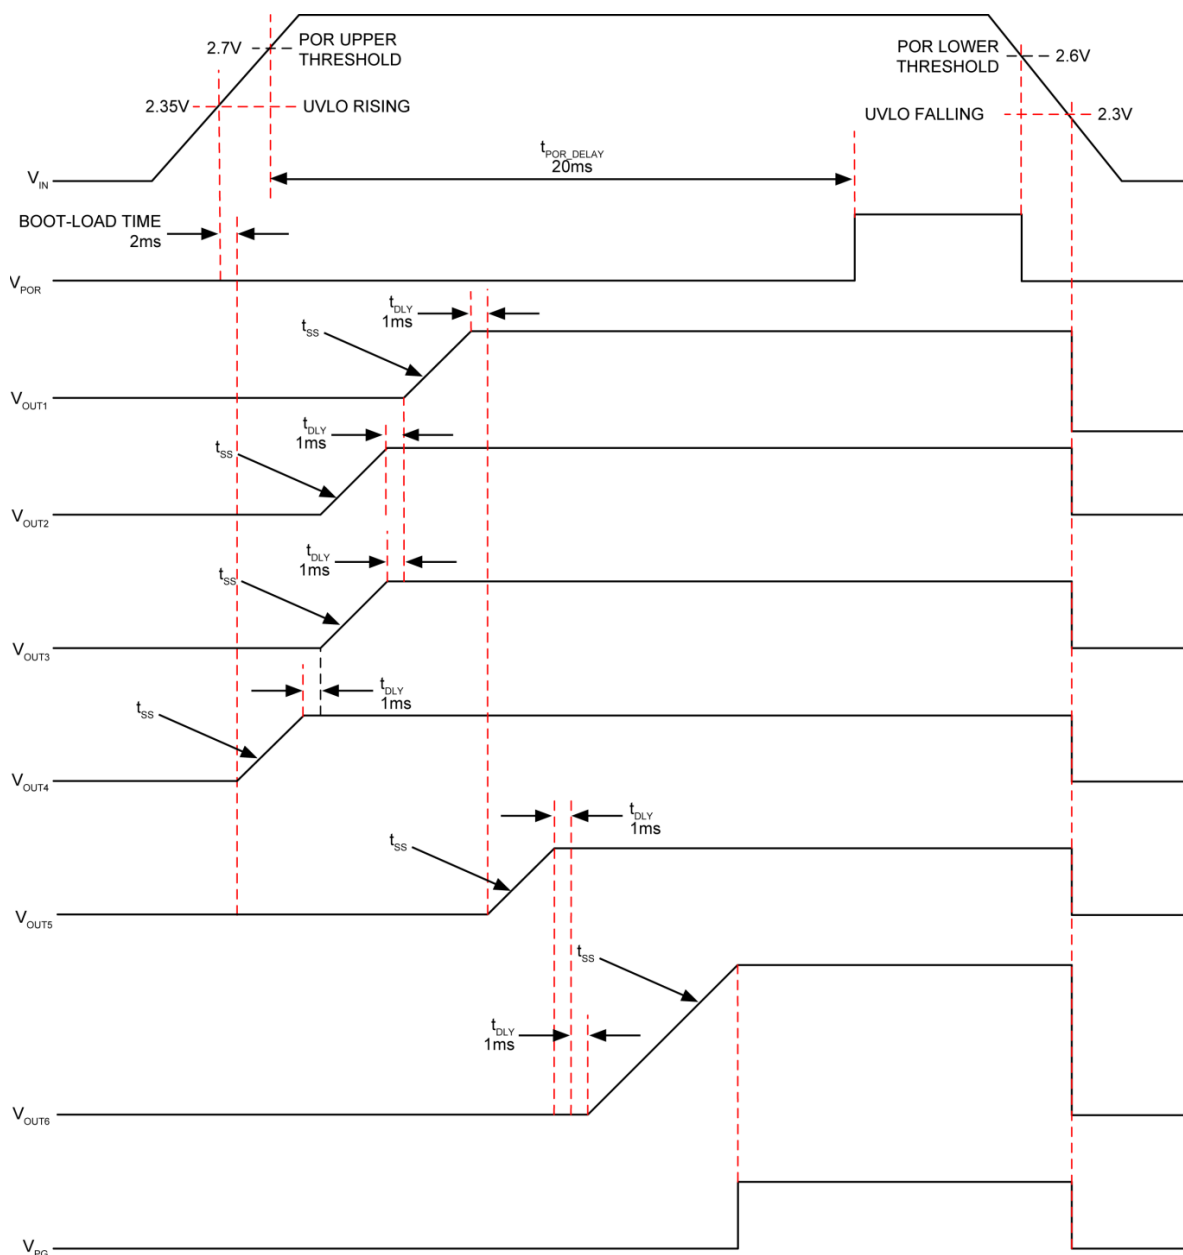 2.7V
POR UPPER
THRESHOLD
POR LOWER
THRESHOLD
2.6V
2.35V
UVLO RISING
UVLO FALLING
2.3V
tPOR_DELAY
20ms
VIN
BOOT-LOAD TIME
2ms
VPOR
tDLY
1ms
tSS
VOUT1
tDLY
1ms
tSS
VOUT2
tDLY
1ms
tSS
VOUT3
tDLY
1ms
tSS
VOUT4
tDLY
1ms
tSS
VOUT5
tSS
tDLY
1ms
VOUT6
VPG